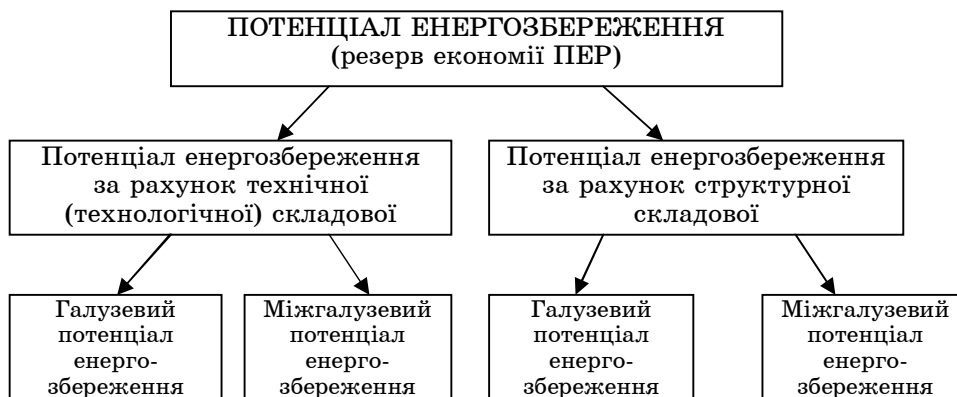 ПОТЕНЦІАЛ ЕНЕРГОЗБЕРЕЖЕННЯ
(резерв економії ПЕР)
Потенціал енергозбереження
за рахунок технічної
(технологічної) складової
Потенціал енергозбереження
за рахунок структурної
складової
Галузевий
потенціал
енерго-
збереження
Міжгалузевий
потенціал
енерго-
збереження
Галузевий
потенціал
енерго-
збереження
Міжгалузевий
потенціал
енерго-
збереження